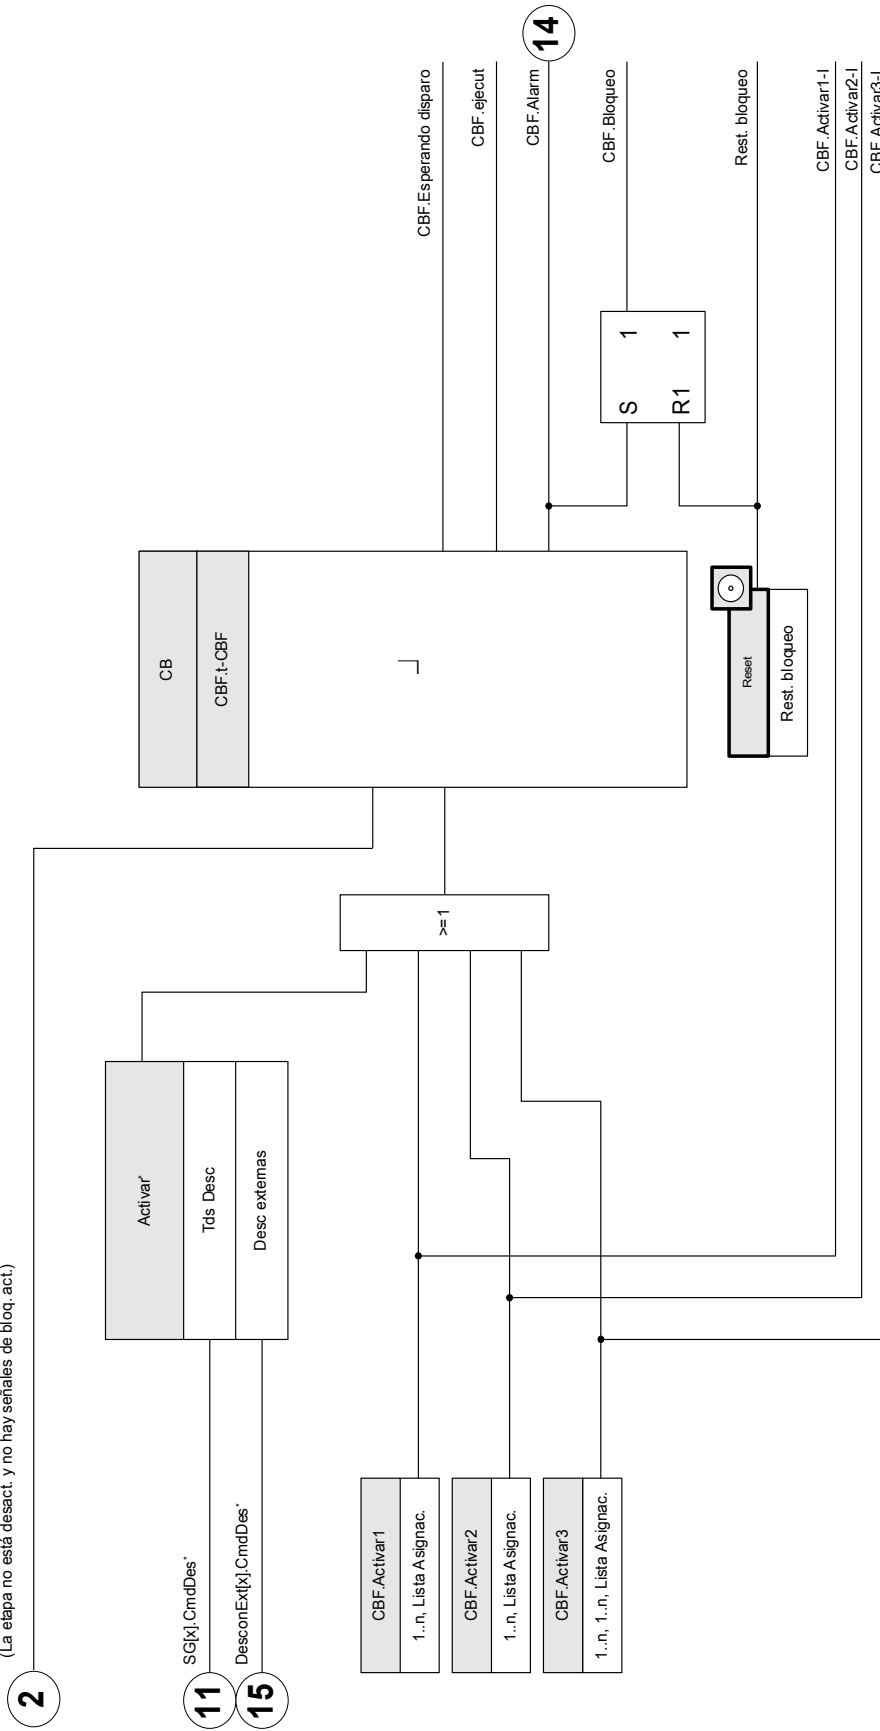 (La etapa no está desact. y no hay señales de bloq. act.)
2
SG[x].CmdDes*
11
DesconExt[x].CmdDes*
15
Activar*
Tds Desc
Desc externas
CBF.Activar1
1..n, Lista Asignac.
CBF.Activar2
1..n, Lista Asignac.
CBF.Activar3
1..n, 1..n, Lista Asignac.
>=1
CB
CBF.t-CBF
Reset
Rest. bloqueo
S 1
R1 1
CBF.Esperando disparo
CBF.ejecut
CBF.Alarm
14
CBF.Bloqueo
Rest. bloqueo
CBF.Activar1-I
CBF.Activar2-I
CBF.Activar3-I